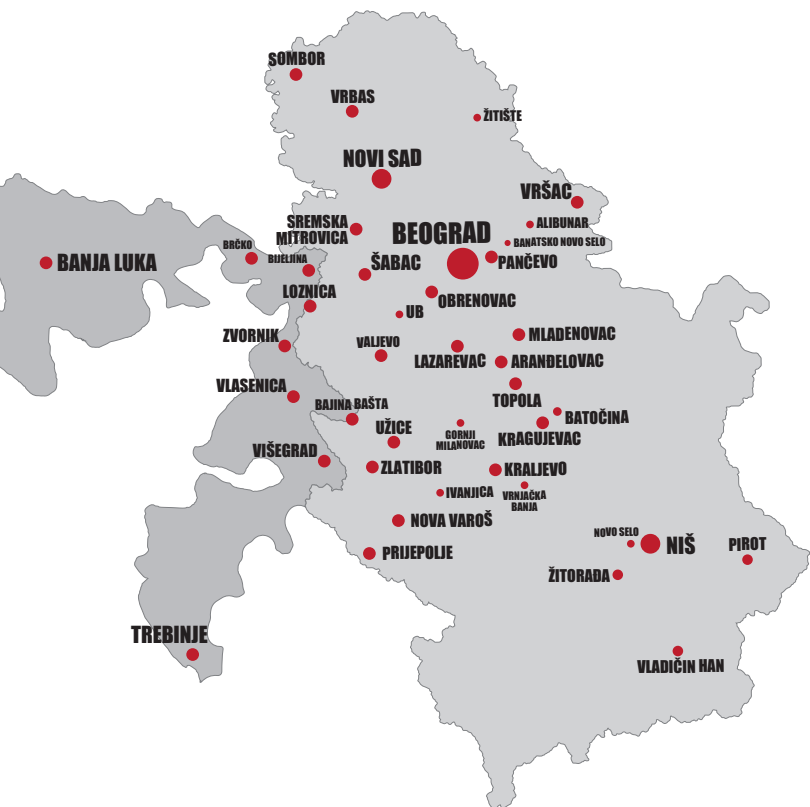 SOMBOR
VRBAS
ŽITIŠTE
NOVI SAD
VRŠAC
SREMSKA
MITROVICA
BEOGRAD
ALIBUNAR
BANATSKO NOVO SELO
BRČKO
BANJA LUKA
BIJELJINA
ŠABAC
PANČEVO
LOZNICA
OBRENOVAC
UB
ZVORNIK
VALJEVO
MLADENOVAC
LAZAREVAC
ARANĐELOVAC
VLASENICA
TOPOLA
BAJINA BAŠTA
BATOČINA
UŽICE
GORNJI
MILANOVAC
KRAGUJEVAC
VIŠEGRAD
ZLATIBOR
KRALJEVO
IVANJICA
VRNJAČKA
BANJA
NOVA VAROŠ
NOVO SELO
NIŠ
PIROT
PRIJEPOLJE
ŽITORAĐA
TREBINJE
VLADIČIN HAN